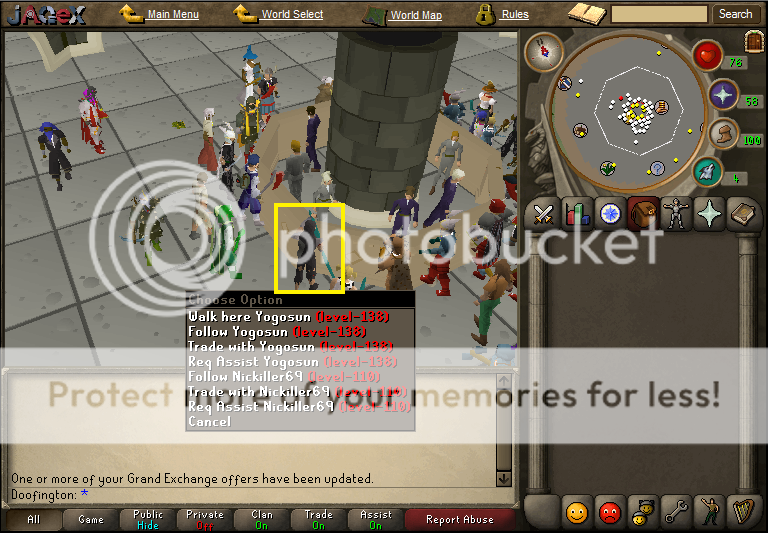 JAGEX Main Menu World Select World Map Rules Search
76
58
100
4
photobucket
Choose Option
Walk here Yogosun (level-138)
Follow Yogosun (level-138)
Trade with Yogosun (level-138)
Req Assist Yogosun (level-138)
Follow Nickiller69 (level-110)
Trade with Nickiller69 (level-110)
Req Assist Nickiller69 (level-110)
Cancel
Protect more of your memories for less!
One or more of your Grand Exchange offers have been updated.
Doofington: *
All Game Public Hide Private Off Clan On Trade On Assist On Report Abuse